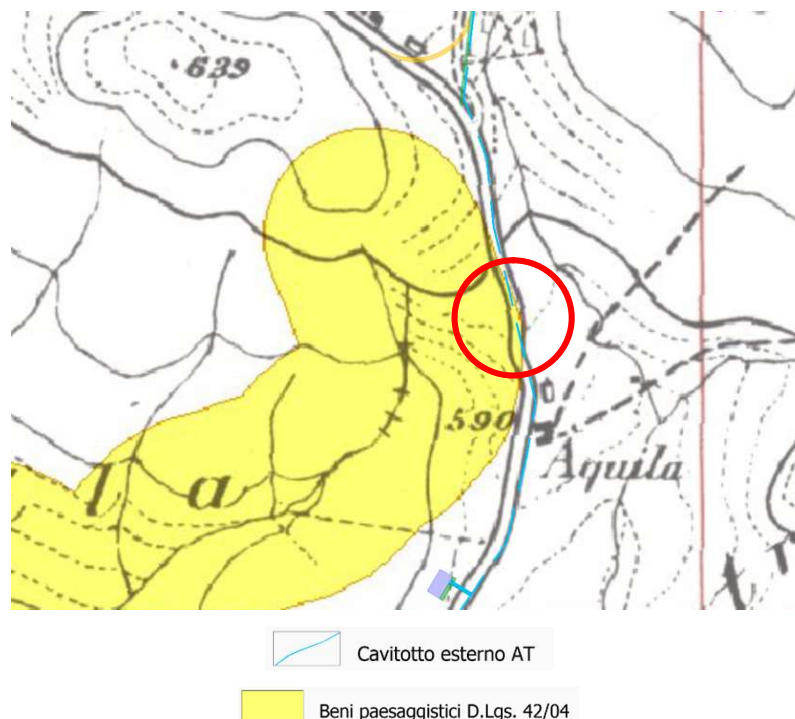 639
590
Aquila
l a
Cavitotto esterno AT
Beni paesaggistici D.Lgs. 42/04